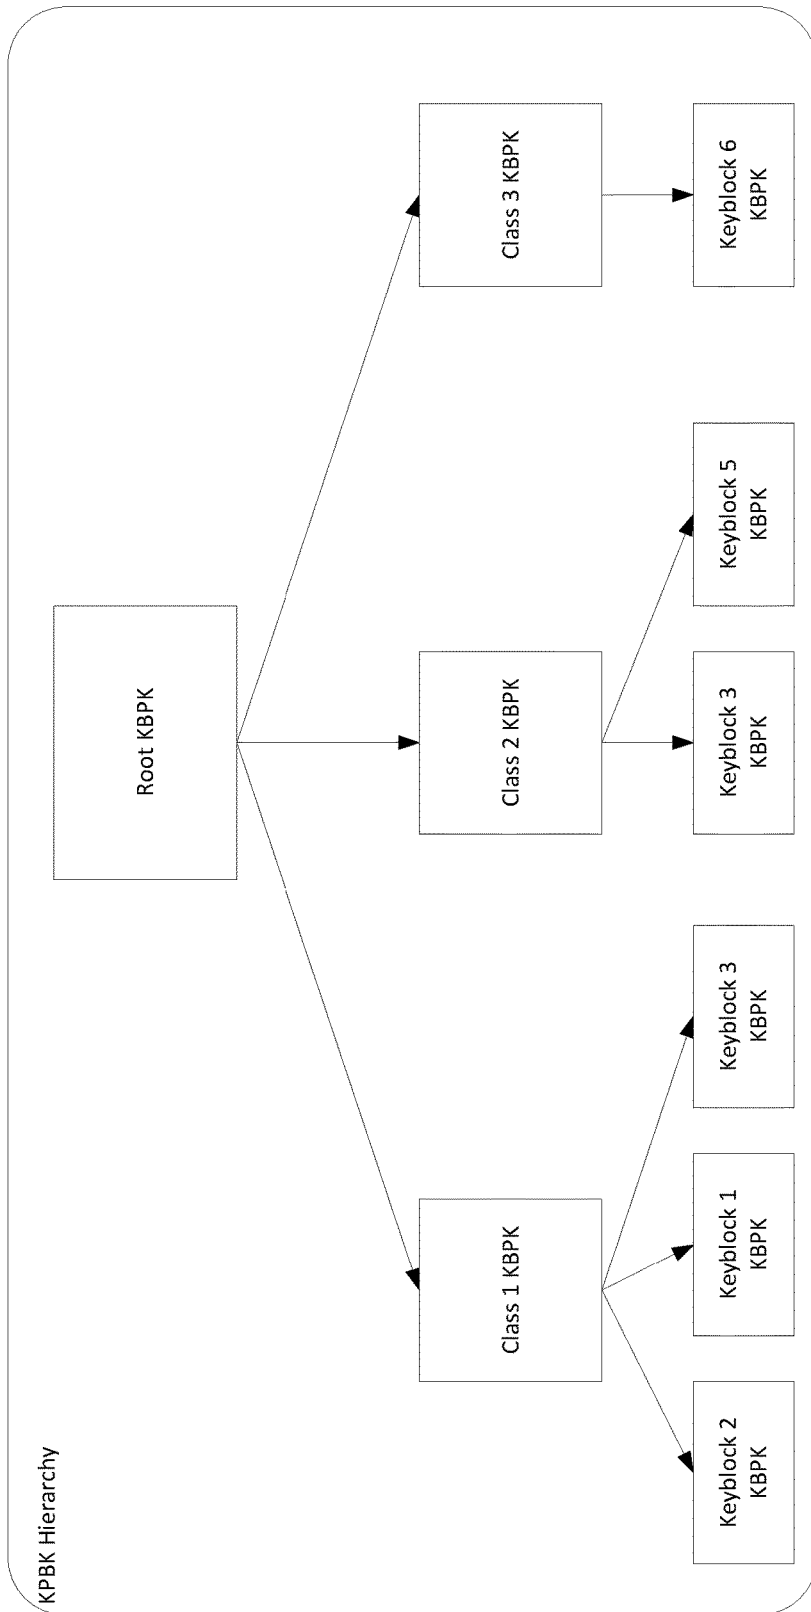 KPBK Hierarchy
Root KBPK
Class 1 KBPK
Class 2 KBPK
Class 3 KBPK
Keyblock 2
KBPK
Keyblock 1
KBPK
Keyblock 3
KBPK
Keyblock 3
KBPK
Keyblock 5
KBPK
Keyblock 6
KBPK